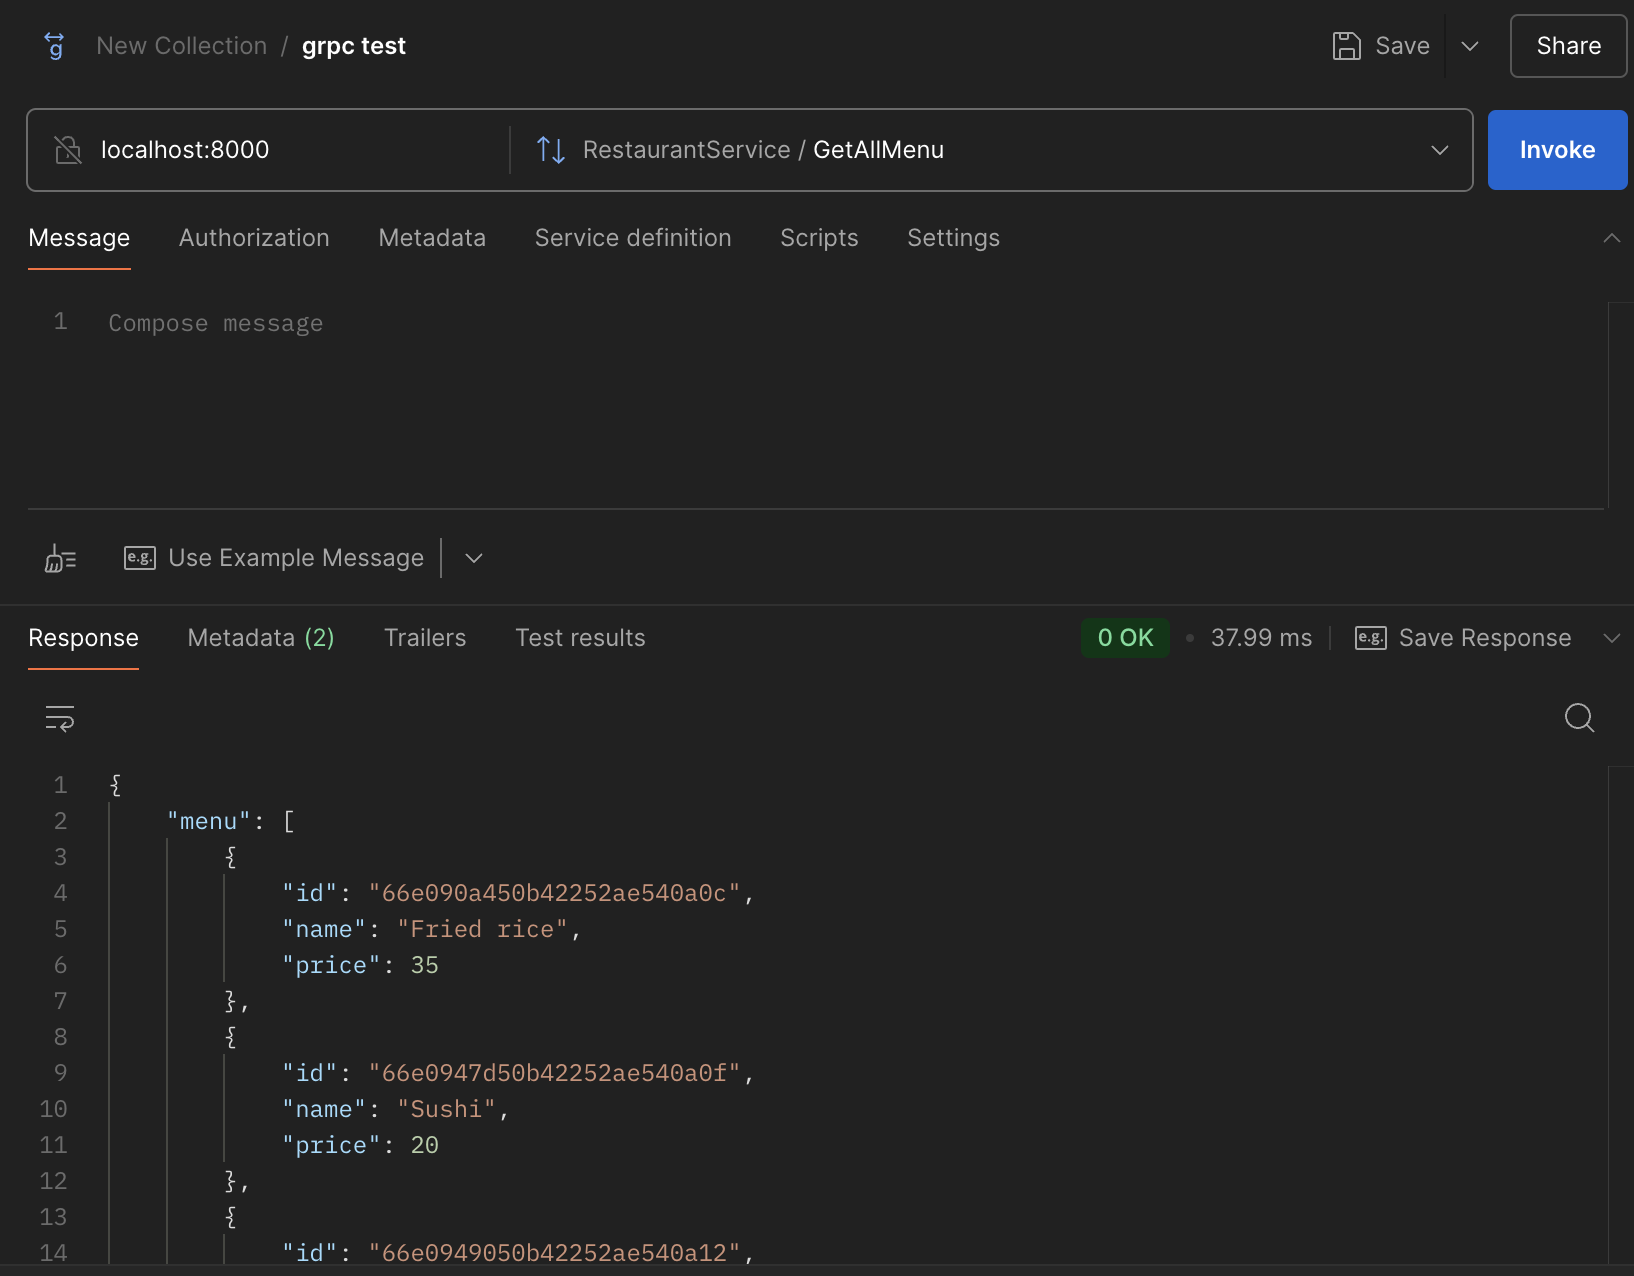 New Collection / grpc test
Save
Share
localhost:8000
RestaurantService / GetAllMenu
Invoke
Message Authorization Metadata Service definition Scripts Settings
1 Compose message
e.g. Use Example Message
Response Metadata (2) Trailers Test results
0 OK • 37.99 ms
e.g. Save Response
1 {
2 "menu": [
3 {
4 "id": "66e090a450b42252ae540a0c",
5 "name": "Fried rice",
6 "price": 35
7 },
8 {
9 "id": "66e0947d50b42252ae540a0f",
10 "name": "Sushi",
11 "price": 20
12 },
13 {
14 "id": "66e0949050b42252ae540a12",